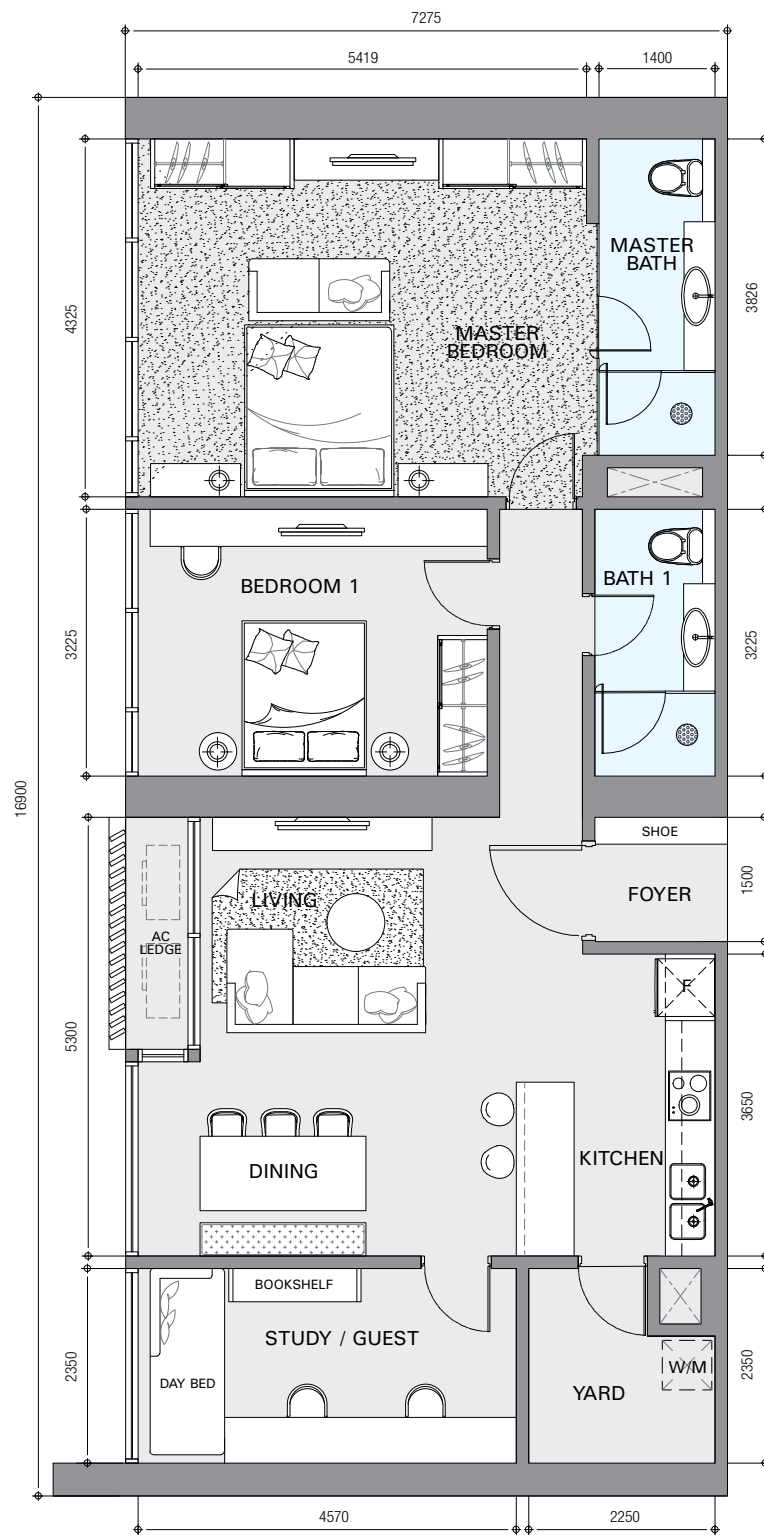 7275
5419
1400
MASTER
BATH
4325
3826
MASTER
BEDROOM
BATH 1
BEDROOM 1
3225
3225
16900
SHOE
FOYER
1500
LIVING
AC
LEDGE
F
5300
3650
KITCHEN
DINING
BOOKSHELF
STUDY / GUEST
2350
2350
W/M
DAY BED
YARD
4570
2250